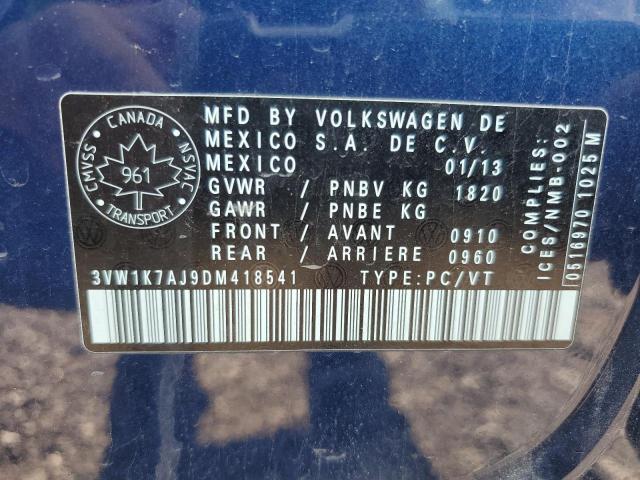 CANADA
CMVSS
NSVAC
961
TRANSPORT
MFD BY VOLKSWAGEN DE
MEXICO S.A. DE C.V.
MEXICO 01/13
GVWR / PNBV KG 1820
GAWR / PNBE KG
FRONT / AVANT 0910
REAR / ARRIERE 0960
3VW1K7AJ9DM418541 TYPE:PC/VT
COMPLIES:
ICES/NMB-002
0516970 1025 M